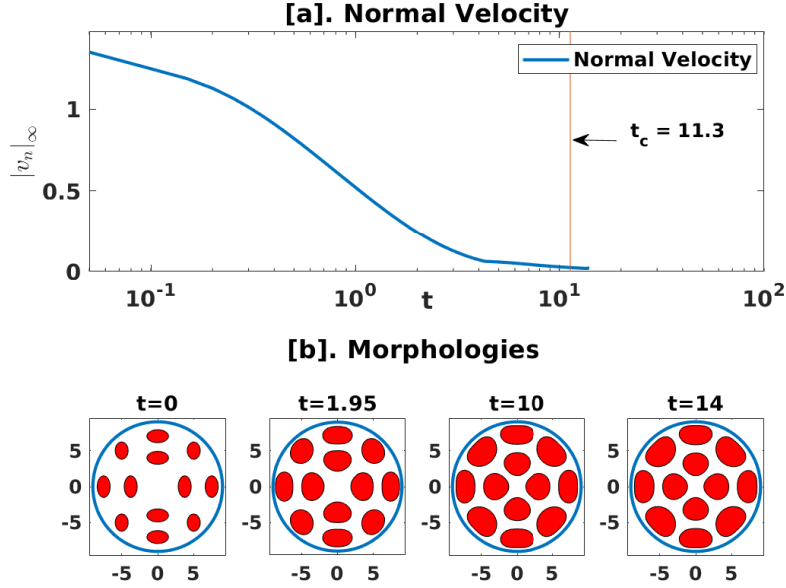 [a]. Normal Velocity
Normal Velocity
t_c = 11.3
|v_n|_∞
1
0.5
0
10^-1 10^0 10^1 10^2
t
[b]. Morphologies
t=0 t=1.95 t=10 t=14
5 5 5 5
0 0 0 0
-5 -5 -5 -5
-5 0 5 -5 0 5 -5 0 5 -5 0 5